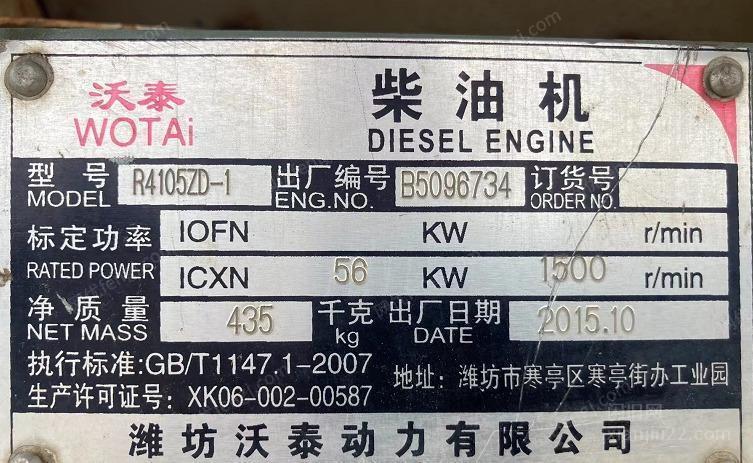 沃泰 柴油机
WOTAi DIESEL ENGINE
型号 R4105ZD-1 出厂编号 B5096734 订货号
MODEL ENG.NO. ORDER NO.
标定功率 IOFN KW r/min
RATED POWER ICXN 56 KW 1500 r/min
净质量 435 千克 出厂日期 2015.10
NET MASS kg DATE
执行标准:GB/T1147.1-2007
生产许可证号: XK06-002-00587 地址: 潍坊市寒亭区寒亭街办工业园
潍坊沃泰动力有限公司